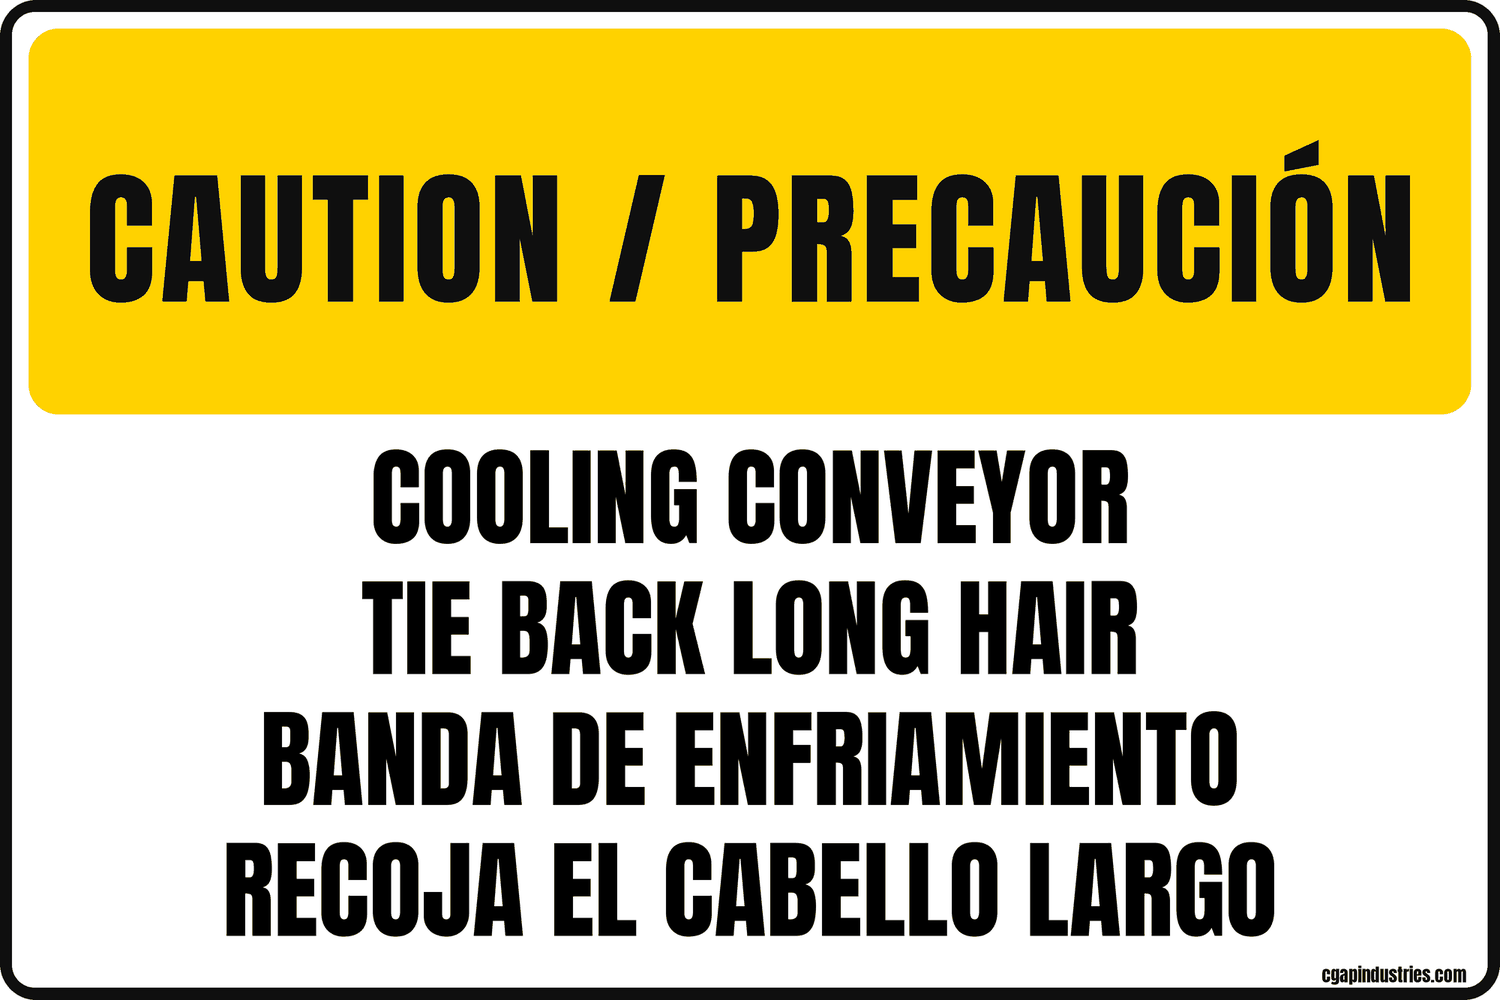 CAUTION / PRECAUCIÓN
COOLING CONVEYOR
TIE BACK LONG HAIR
BANDA DE ENFRIAMIENTO
RECOJA EL CABELLO LARGO
cgapindustries.com